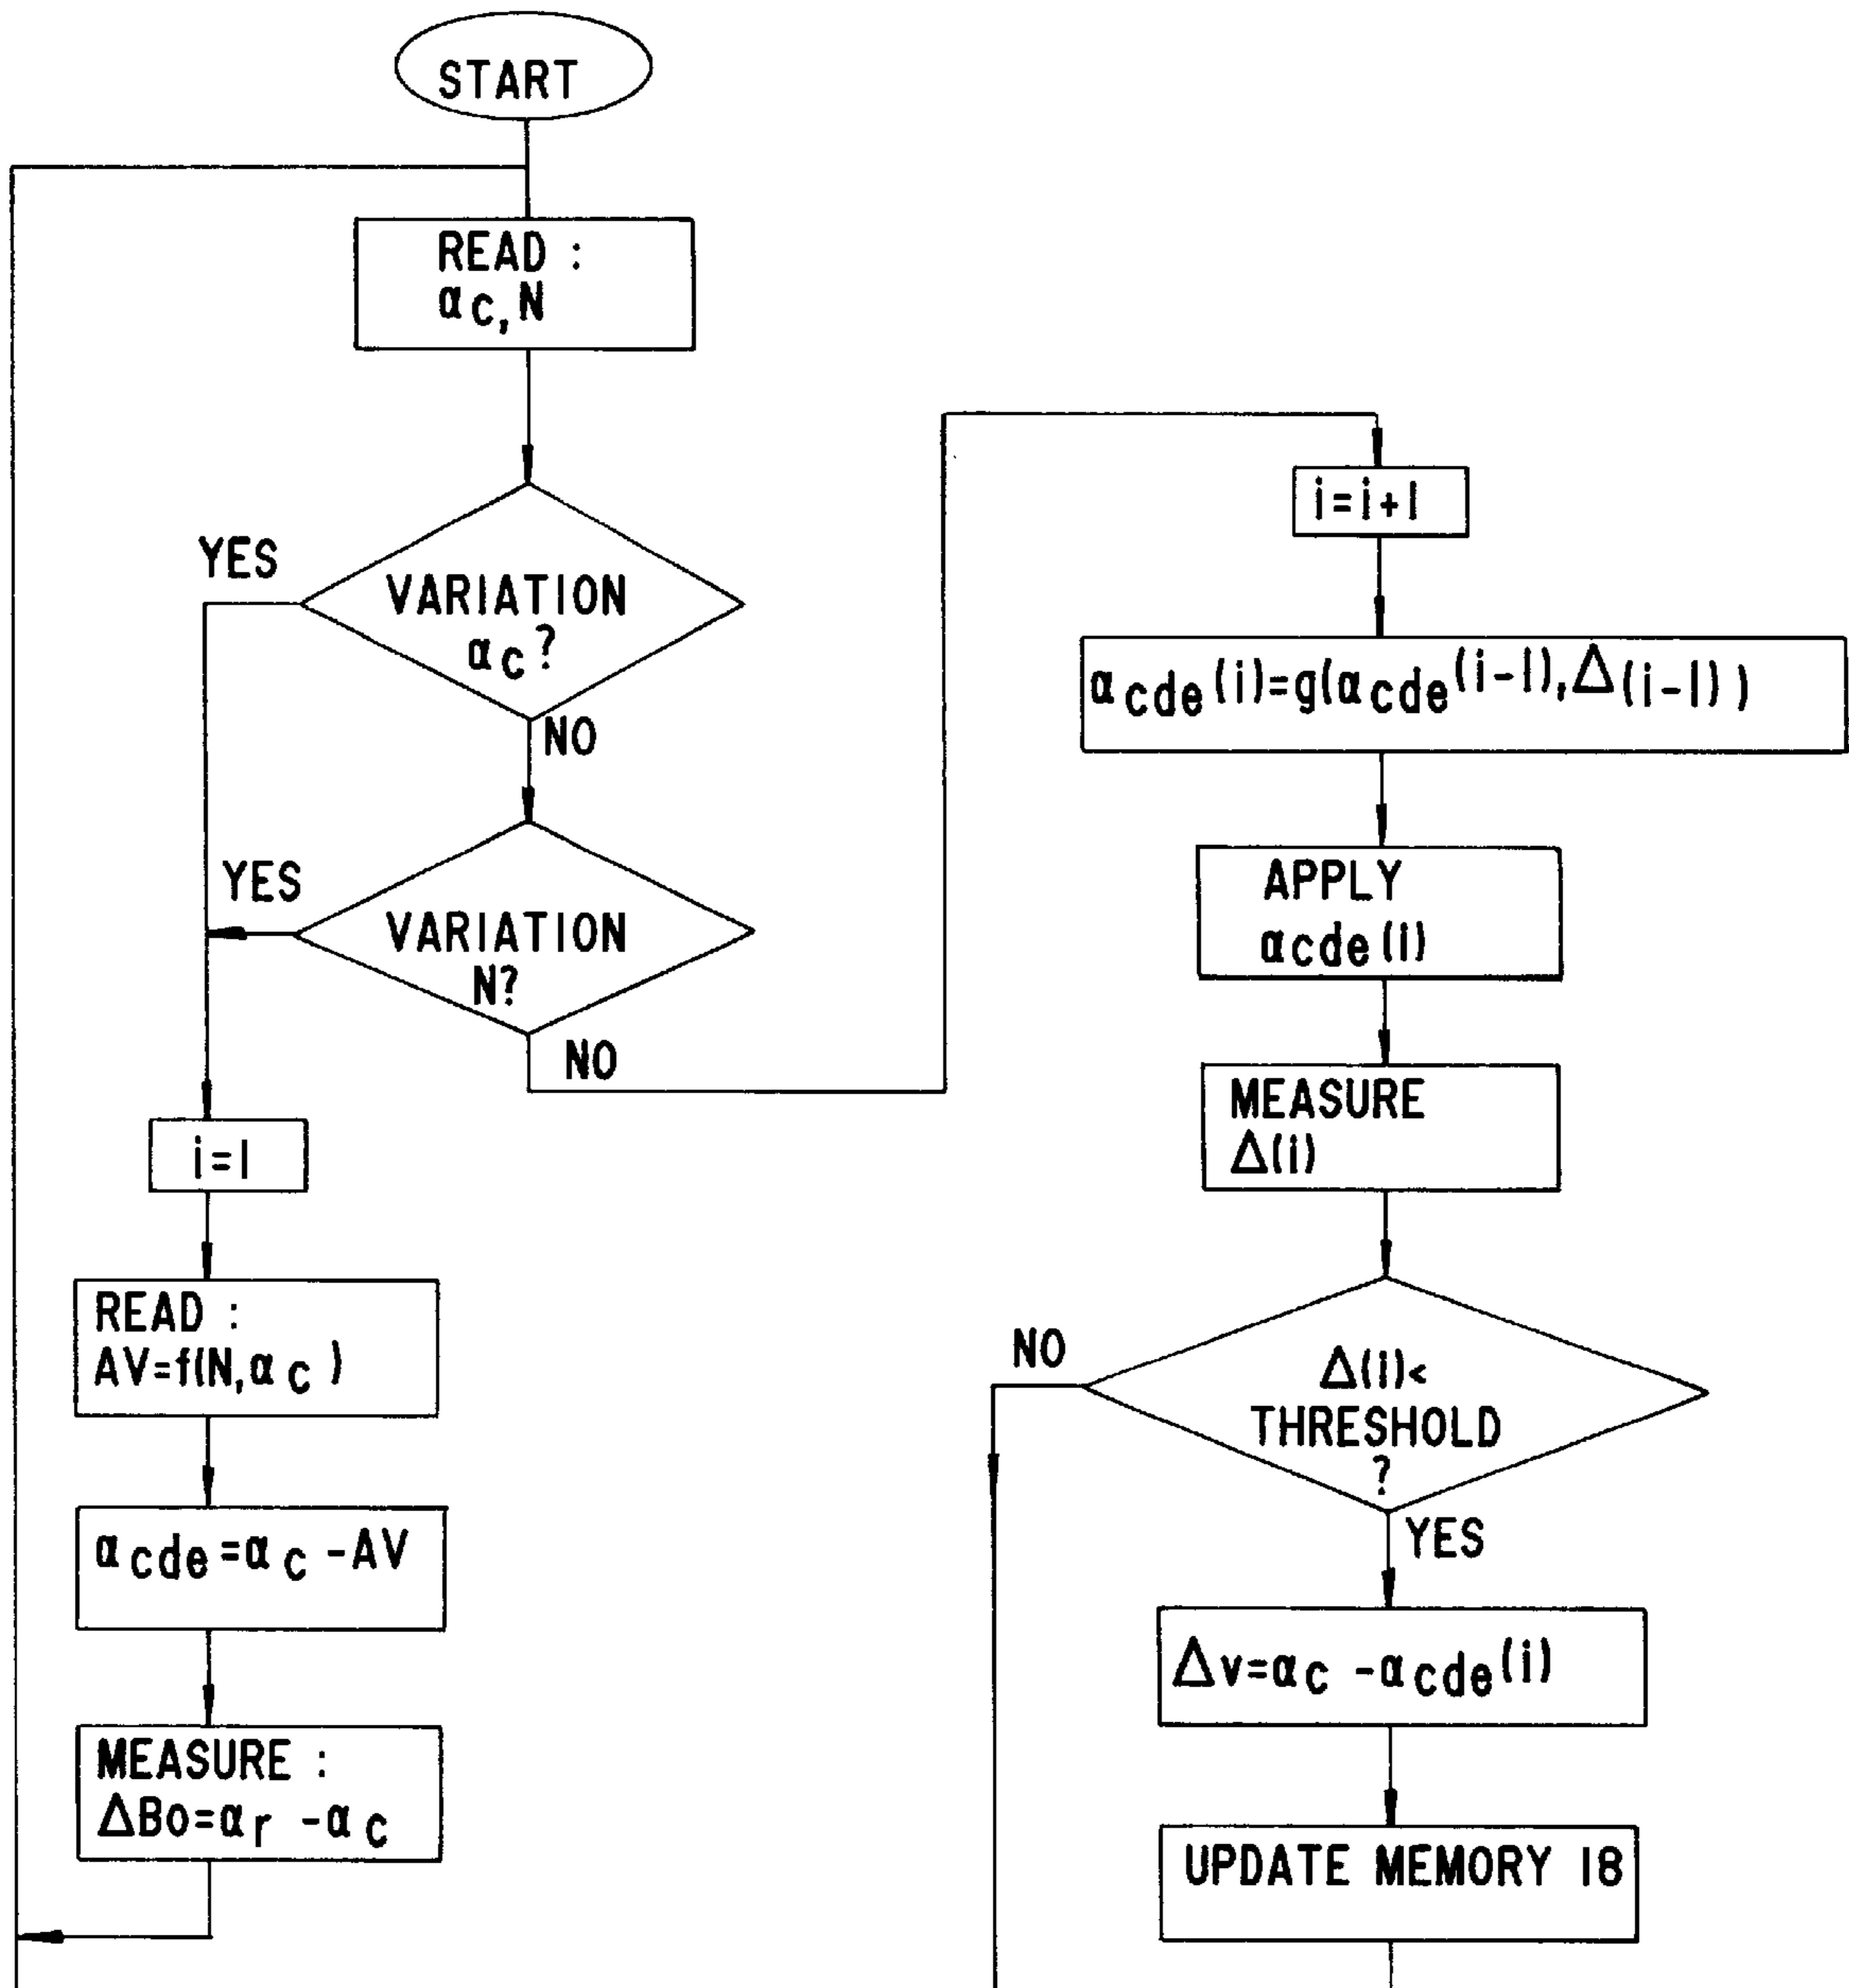 START
READ :
αc, N
YES
VARIATION
αc ?
NO
YES
VARIATION
N?
NO
i=1
READ :
AV=f(N,αc )
αcde=αc -AV
MEASURE :
ΔBo=αr -αc
i=i+1
αcde(i)=g(αcde(i-1),Δ(i-1))
APPLY
αcde(i)
MEASURE
Δ(i)
NO
Δ(i)<
THRESHOLD
?
YES
Δv=αc -αcde(i)
UPDATE MEMORY 18